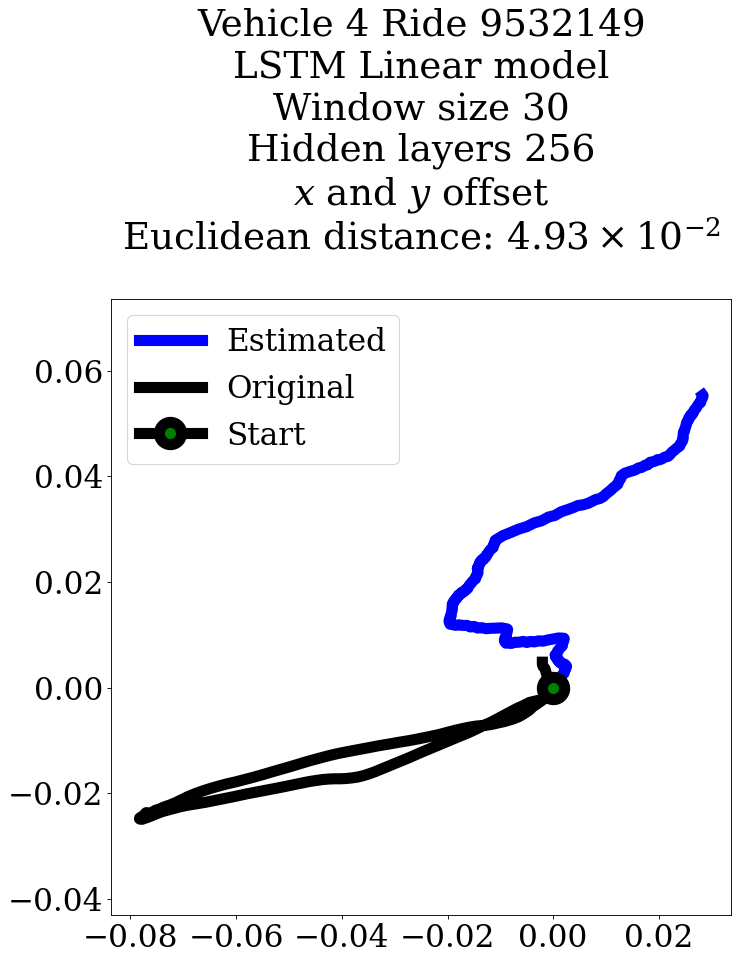 Vehicle 4 Ride 9532149
LSTM Linear model
Window size 30
Hidden layers 256
x and y offset
Euclidean distance: 4.93 × 10⁻²
Estimated
Original
Start
0.06
0.04
0.02
0.00
−0.02
−0.04
−0.08 −0.06 −0.04 −0.02 0.00 0.02